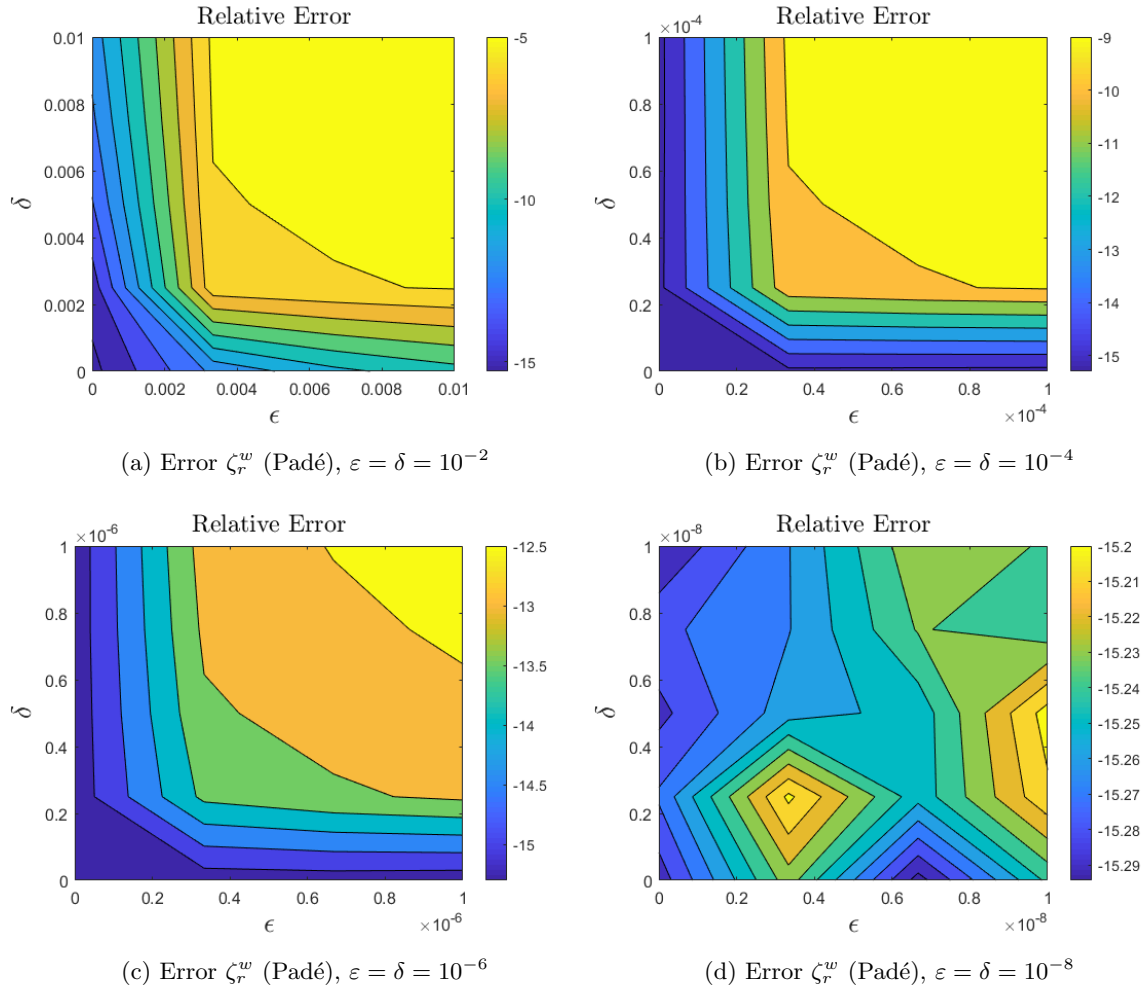 Relative Error
0.01
0.008
0.006
0.004
0.002
0
δ
0 0.002 0.004 0.006 0.008 0.01
ϵ
-5
-10
-15
(a) Error ζ_r^w (Padé), ε = δ = 10^{-2}
Relative Error
×10^{-4}
1
0.8
0.6
0.4
0.2
0
δ
0 0.2 0.4 0.6 0.8 1
×10^{-4}
ϵ
-9
-10
-11
-12
-13
-14
-15
(b) Error ζ_r^w (Padé), ε = δ = 10^{-4}
Relative Error
×10^{-6}
1
0.8
0.6
0.4
0.2
0
δ
0 0.2 0.4 0.6 0.8 1
×10^{-6}
ϵ
-12.5
-13
-13.5
-14
-14.5
-15
(c) Error ζ_r^w (Padé), ε = δ = 10^{-6}
Relative Error
×10^{-8}
1
0.8
0.6
0.4
0.2
0
δ
0 0.2 0.4 0.6 0.8 1
×10^{-8}
ϵ
-15.2
-15.21
-15.22
-15.23
-15.24
-15.25
-15.26
-15.27
-15.28
-15.29
(d) Error ζ_r^w (Padé), ε = δ = 10^{-8}